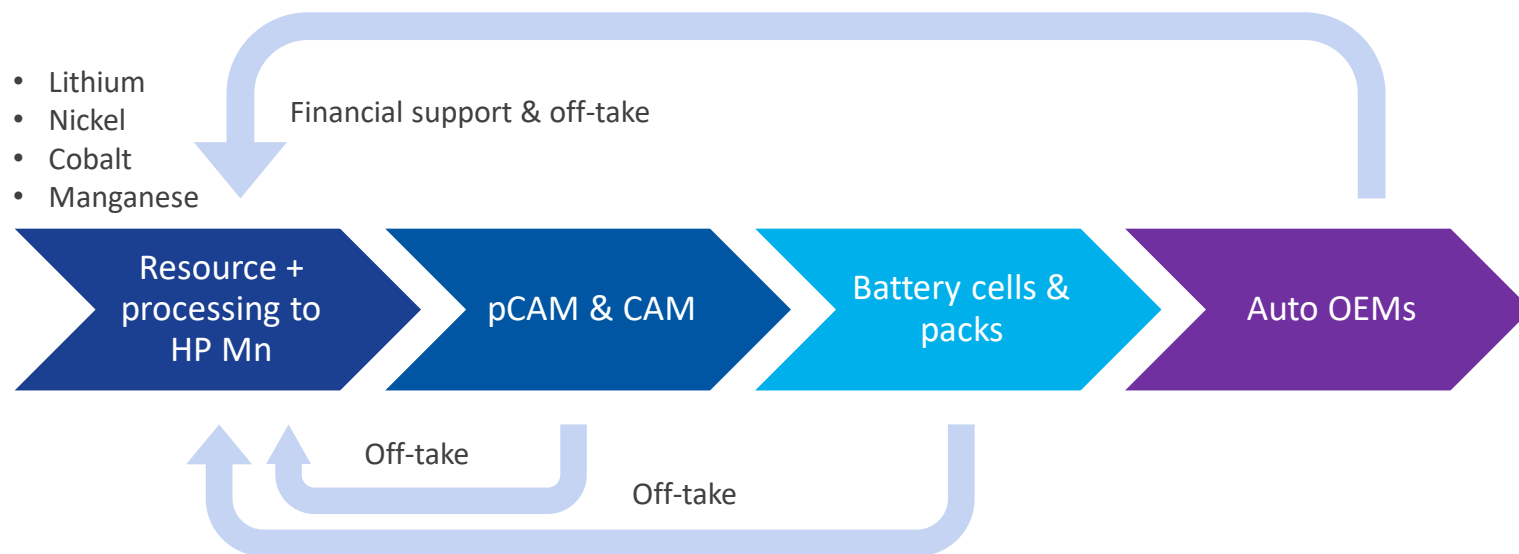 • Lithium
• Nickel
• Cobalt
• Manganese
Financial support & off-take
Resource +
processing to
HP Mn
pCAM & CAM
Battery cells &
packs
Auto OEMs
Off-take
Off-take